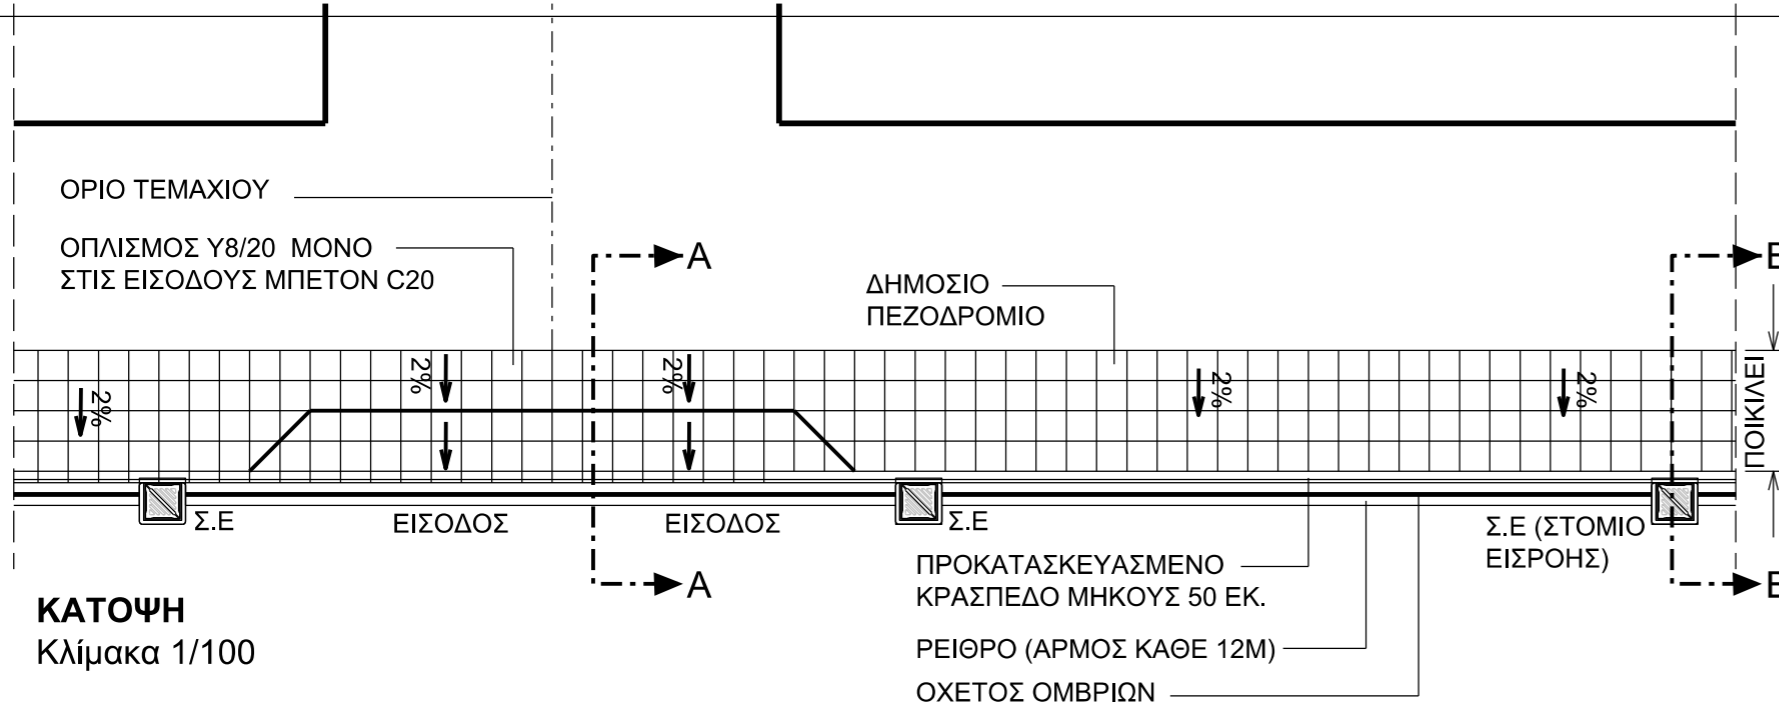 ΟΡΙΟ ΤΕΜΑΧΙΟΥ
ΟΠΛΙΣΜΟΣ Υ8/20 ΜΟΝΟ
ΣΤΙΣ ΕΙΣΟΔΟΥΣ ΜΠΕΤΟΝ C20
Α
Β
ΔΗΜΟΣΙΟ
ΠΕΖΟΔΡΟΜΙΟ
2%
2%
2%
2%
2%
ΠΟΙΚΙΛΕΙ
Σ.Ε
ΕΙΣΟΔΟΣ
ΕΙΣΟΔΟΣ
Σ.Ε
Σ.Ε (ΣΤΟΜΙΟ
ΕΙΣΡΟΗΣ)
Α
Β
ΠΡΟΚΑΤΑΣΚΕΥΑΣΜΕΝΟ
ΚΡΑΣΠΕΔΟ ΜΗΚΟΥΣ 50 ΕΚ.
ΡΕΙΘΡΟ (ΑΡΜΟΣ ΚΑΘΕ 12Μ)
ΟΧΕΤΟΣ ΟΜΒΡΙΩΝ
ΚΑΤΟΨΗ
Κλίμακα 1/100